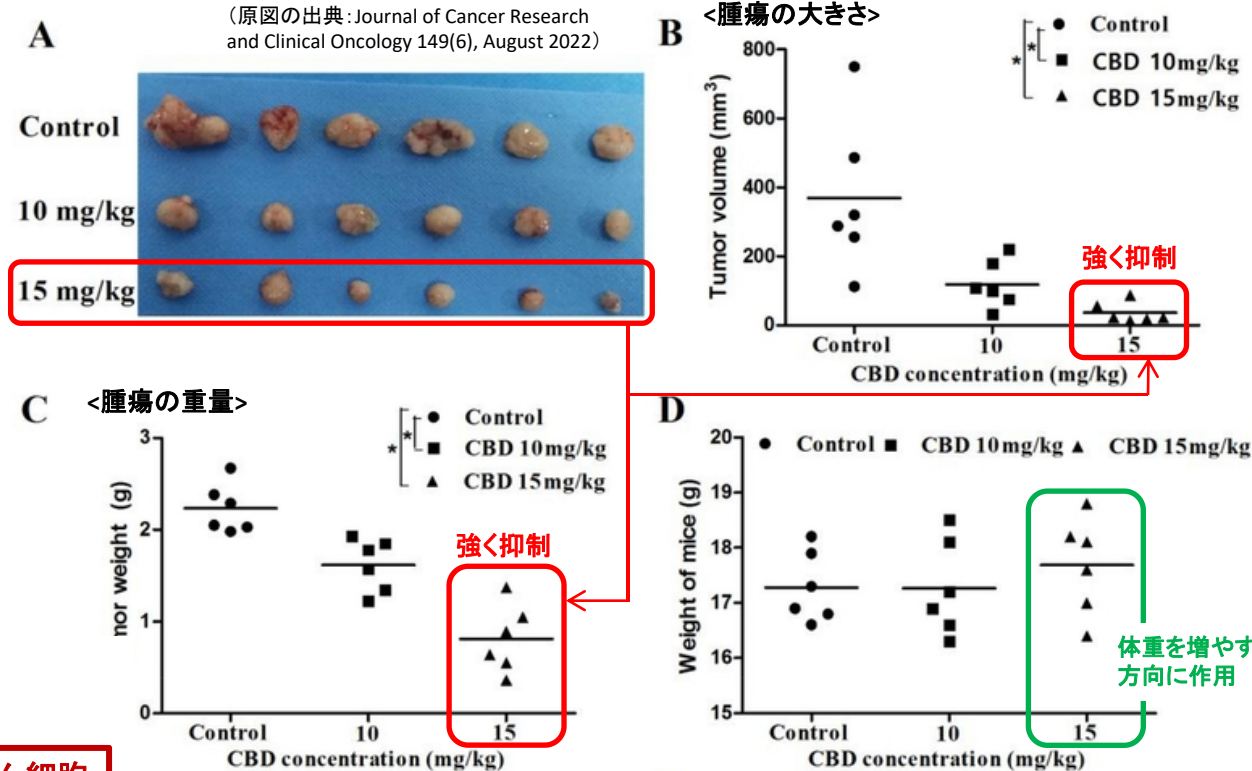 A
（原図の出典：Journal of Cancer Research
and Clinical Oncology 149(6), August 2022）
Control
10 mg/kg
15 mg/kg
B
<腫瘍の大きさ>
Control
CBD 10mg/kg
CBD 15mg/kg
*
*
Tumor volume (mm³)
800
600
400
200
0
強く抑制
Control
10
15
CBD concentration (mg/kg)
C
<腫瘍の重量>
Control
CBD 10mg/kg
CBD 15mg/kg
*
*
nor weight (g)
3
2
1
0
強く抑制
Control
10
15
CBD concentration (mg/kg)
D
Control
CBD 10mg/kg
CBD 15mg/kg
Weight of mice (g)
20
19
18
17
16
15
体重を増やす
方向に作用
Control
10
15
CBD concentration (mg/kg)
細胞